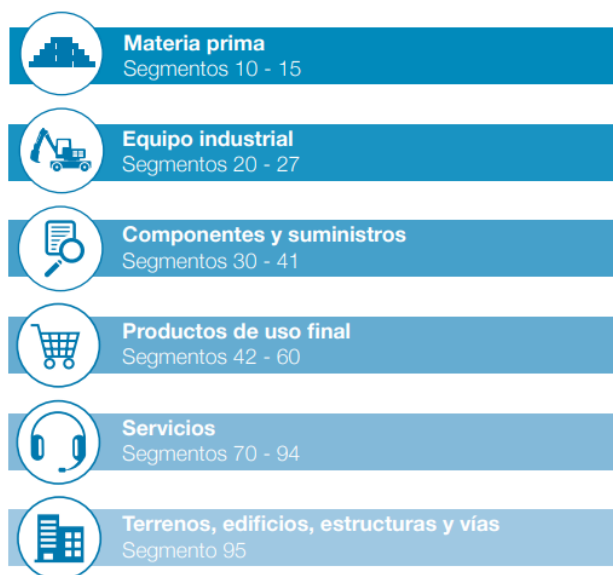 Materia prima
Segmentos 10 - 15
Equipo industrial
Segmentos 20 - 27
Componentes y suministros
Segmentos 30 - 41
Productos de uso final
Segmentos 42 - 60
Servicios
Segmentos 70 - 94
Terrenos, edificios, estructuras y vías
Segmento 95